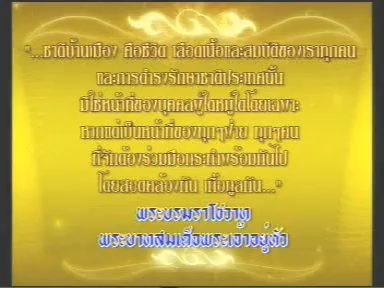 "...ชาติบ้านเมือง คือชีวิต เลือดเนื้อและสมบัติของเราทุกคน
และการดำรงรักษาชาติประเทศนั้น
มิใช่หน้าที่ของบุคคลผู้ใดหมู่ใดโดยเฉพาะ
หากแต่เป็นหน้าที่ของทุกๆฝ่าย ทุกๆคน
ที่จะต้องร่วมมือกระทำพร้อมกันไป
โดยสอดคล้องกัน เกื้อกูลกัน..."
พระบรมราโชวาท
พระบาทสมเด็จพระเจ้าอยู่หัว